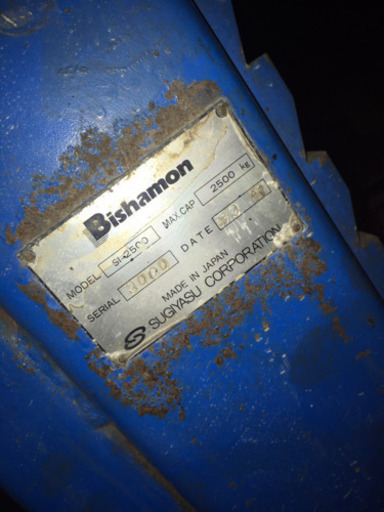 Bishamon
MODEL SI-2500 MAX.CAP 2500 kg
SERIAL DATE
MADE IN JAPAN
SUGIYASU CORPORATION